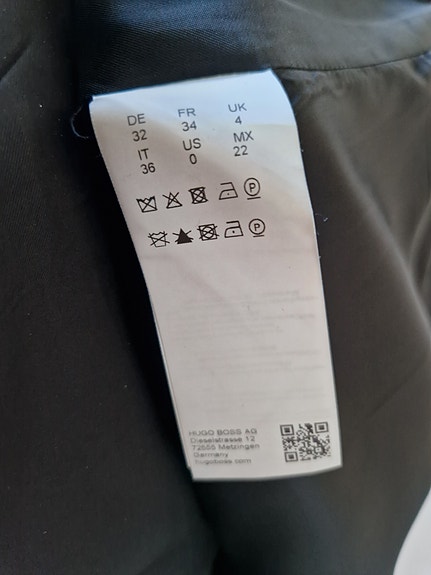 DE FR UK
32 34 4
IT US MX
36 0 22
P
P
HUGO BOSS AG
Dieselstrasse 12
72555 Metzingen
Germany
hugoboss.com